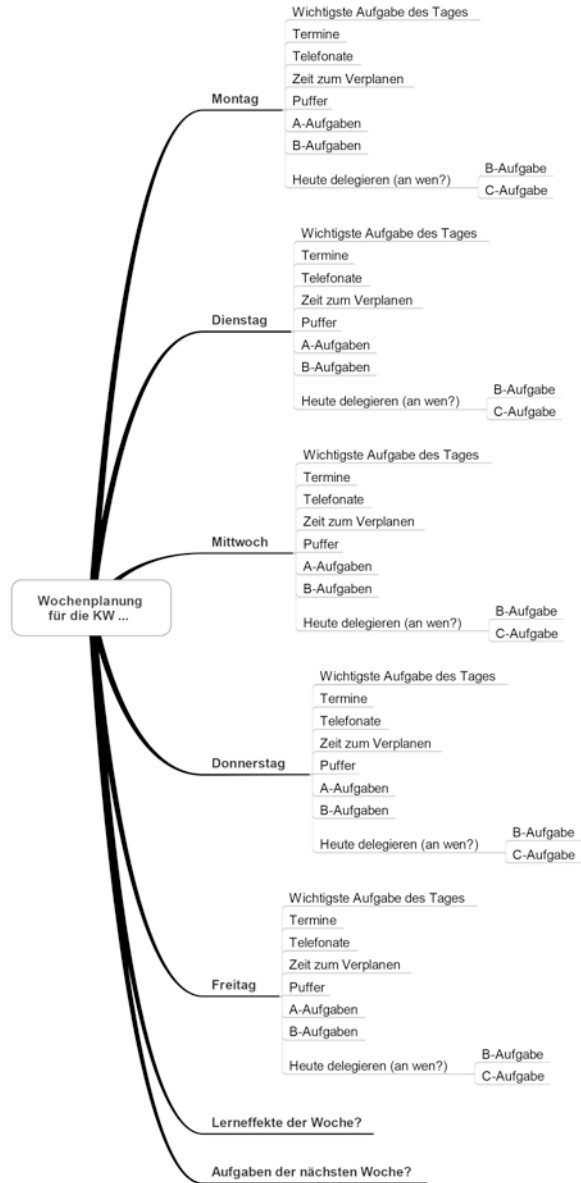 Wochenplanung
für die KW ...
Montag
Wichtigste Aufgabe des Tages
Termine
Telefonate
Zeit zum Verplanen
Puffer
A-Aufgaben
B-Aufgaben
Heute delegieren (an wen?)
B-Aufgabe
C-Aufgabe
Dienstag
Wichtigste Aufgabe des Tages
Termine
Telefonate
Zeit zum Verplanen
Puffer
A-Aufgaben
B-Aufgaben
Heute delegieren (an wen?)
B-Aufgabe
C-Aufgabe
Mittwoch
Wichtigste Aufgabe des Tages
Termine
Telefonate
Zeit zum Verplanen
Puffer
A-Aufgaben
B-Aufgaben
Heute delegieren (an wen?)
B-Aufgabe
C-Aufgabe
Donnerstag
Wichtigste Aufgabe des Tages
Termine
Telefonate
Zeit zum Verplanen
Puffer
A-Aufgaben
B-Aufgaben
Heute delegieren (an wen?)
B-Aufgabe
C-Aufgabe
Freitag
Wichtigste Aufgabe des Tages
Termine
Telefonate
Zeit zum Verplanen
Puffer
A-Aufgaben
B-Aufgaben
Heute delegieren (an wen?)
B-Aufgabe
C-Aufgabe
Lerneffekte der Woche?
Aufgaben der nächsten Woche?